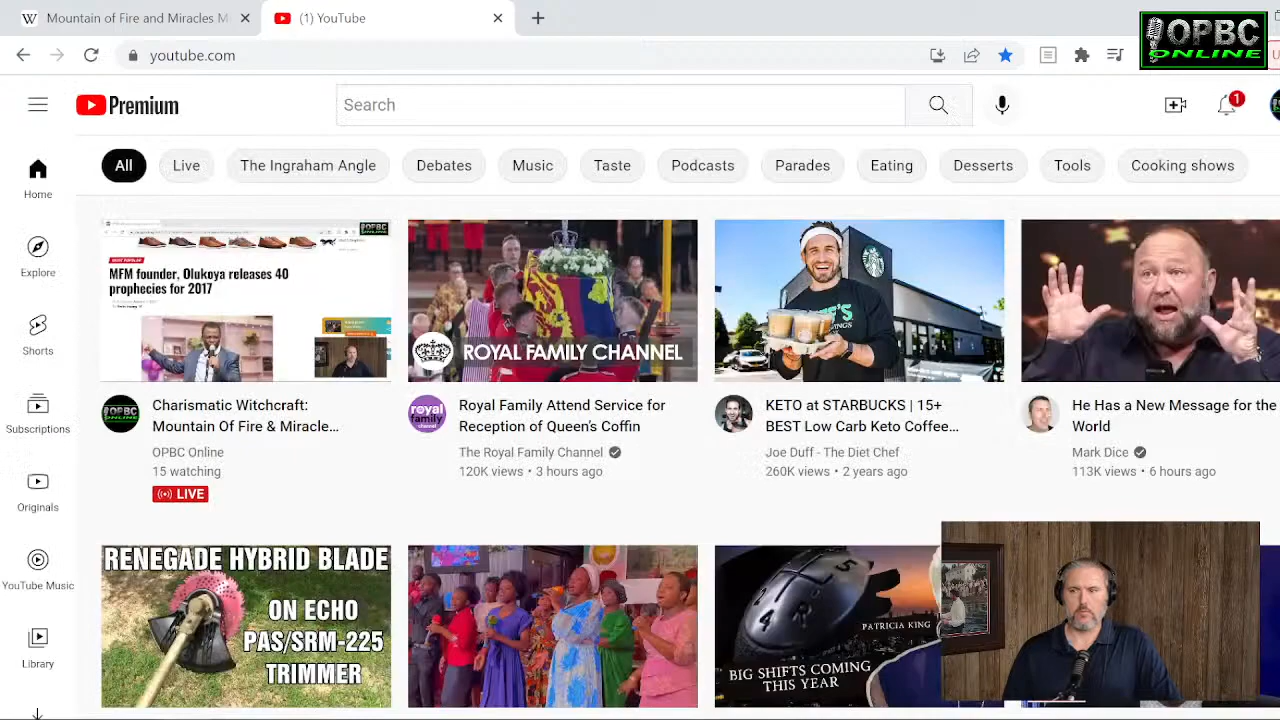 Mountain of Fire and Miracles M
(1) YouTube
OPBC
ONLINE
youtube.com
Premium
Search
1
All
Live
The Ingraham Angle
Debates
Music
Taste
Podcasts
Parades
Eating
Desserts
Tools
Cooking shows
Home
Explore
Shorts
Subscriptions
Originals
YouTube Music
Library
OPBC
MFM founder, Olukoya releases 40
prophecies for 2017
ROYAL FAMILY CHANNEL
OPBC
Charismatic Witchcraft:
Mountain Of Fire & Miracle...
OPBC Online
15 watching
LIVE
royal
family
channel
Royal Family Attend Service for
Reception of Queen's Coffin
The Royal Family Channel
120K views • 3 hours ago
KETO at STARBUCKS | 15+
BEST Low Carb Keto Coffee...
Joe Duff - The Diet Chef
260K views • 2 years ago
He Has a New Message for the
World
Mark Dice
113K views • 6 hours ago
RENEGADE HYBRID BLADE
ON ECHO
PAS/SRM-225
TRIMMER
PATRICIA KING
BIG SHIFTS COMING
THIS YEAR